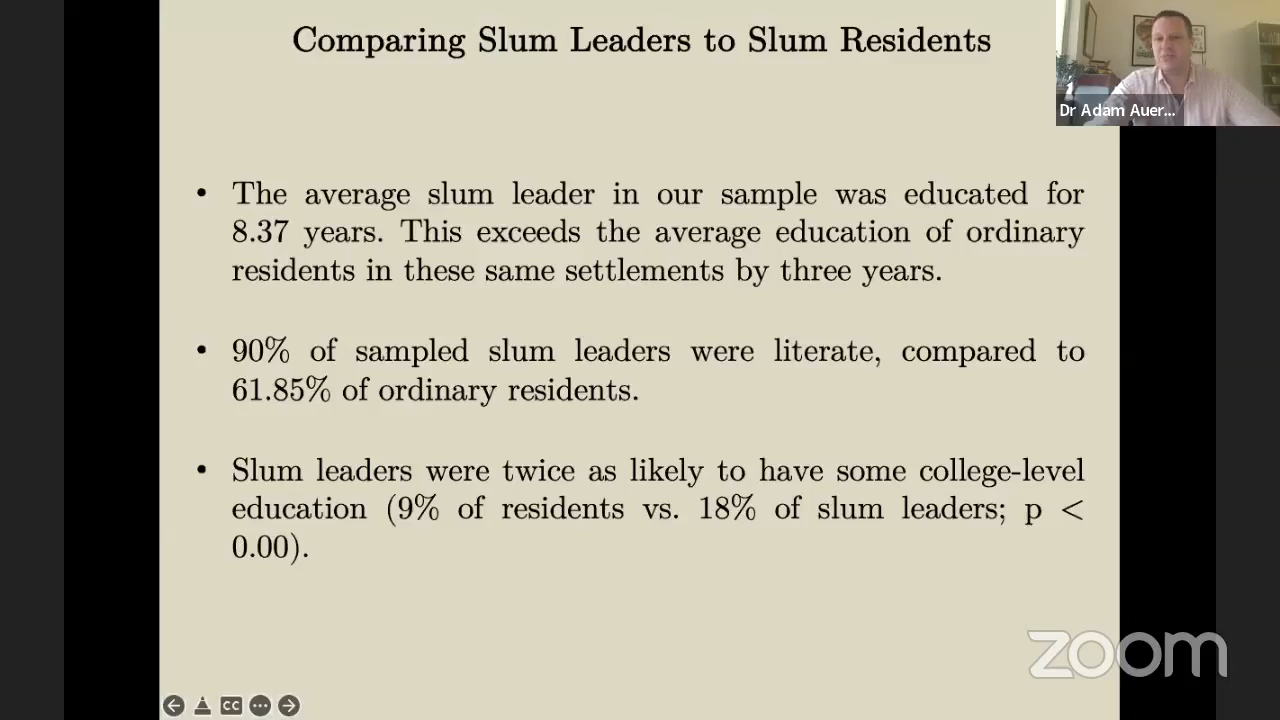 Comparing Slum Leaders to Slum Residents
Dr Adam Auer...
• The average slum leader in our sample was educated for
8.37 years. This exceeds the average education of ordinary
residents in these same settlements by three years.
• 90% of sampled slum leaders were literate, compared to
61.85% of ordinary residents.
• Slum leaders were twice as likely to have some college-level
education (9% of residents vs. 18% of slum leaders; p <
0.00).
zoom
CC